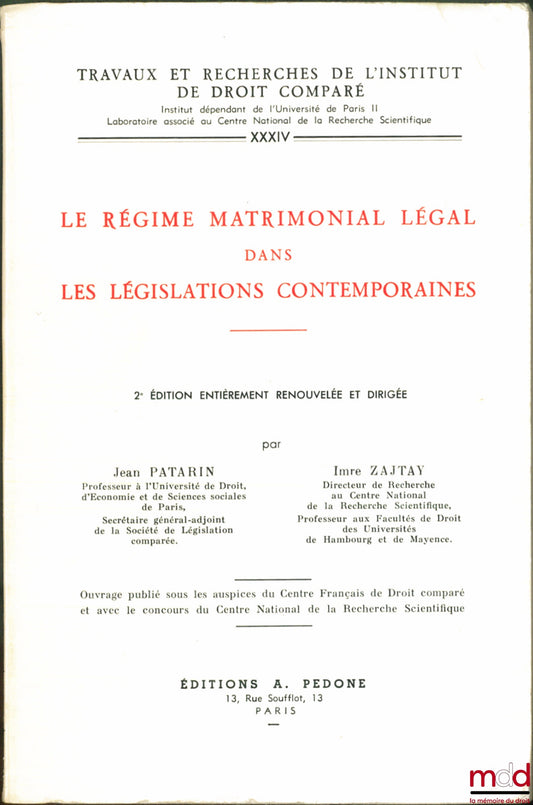 TRAVAUX ET RECHERCHES DE L'INSTITUT
DE DROIT COMPARÉ
Institut dépendant de l'Université de Paris II
Laboratoire associé au Centre National de la Recherche Scientifique
XXXIV
LE RÉGIME MATRIMONIAL LÉGAL
DANS
LES LÉGISLATIONS CONTEMPORAINES
2e ÉDITION ENTIÈREMENT RENOUVELÉE ET DIRIGÉE
par
Jean PATARIN
Professeur à l'Université de Droit,
d'Economie et de Sciences sociales
de Paris,
Secrétaire général-adjoint
de la Société de Législation
comparée.
Imre ZAJTAY
Directeur de Recherche
au Centre National
de la Recherche Scientifique,
Professeur aux Facultés de Droit
des Universités
de Hambourg et de Mayence.
Ouvrage publié sous les auspices du Centre Français de Droit comparé
et avec le concours du Centre National de la Recherche Scientifique
ÉDITIONS A. PEDONE
13, Rue Soufflot, 13
PARIS
mdd
la mémoire du droit